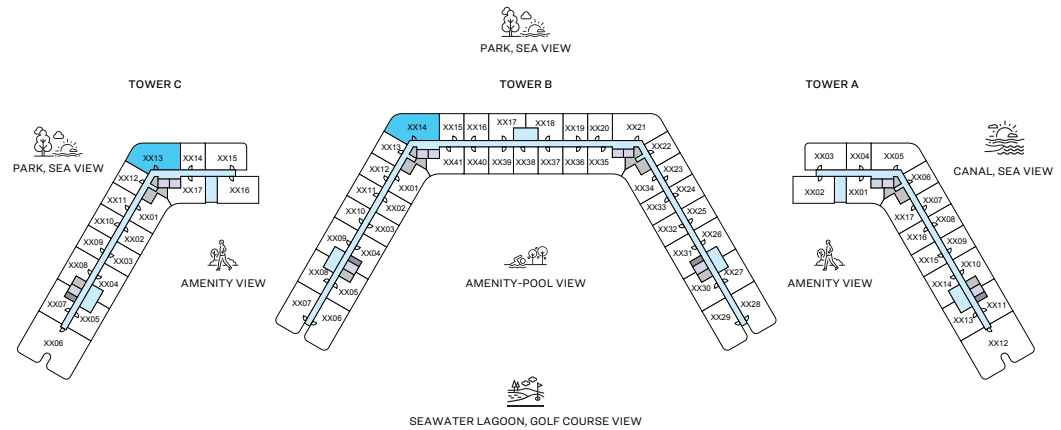 PARK, SEA VIEW
TOWER C
TOWER B
TOWER A
PARK, SEA VIEW
CANAL, SEA VIEW
XX13
XX14
XX15
XX12
XX17
XX16
XX11
XX01
XX10
XX02
XX09
XX03
XX08
XX04
XX07
XX05
XX06
AMENITY VIEW
XX14
XX15
XX16
XX17
XX18
XX19
XX20
XX21
XX13
XX41
XX40
XX39
XX38
XX37
XX36
XX35
XX22
XX12
XX01
XX34
XX23
XX11
XX02
XX33
XX24
XX10
XX03
XX32
XX25
XX09
XX04
XX31
XX26
XX08
XX05
XX30
XX27
XX07
XX06
XX29
XX28
AMENITY-POOL VIEW
XX03
XX04
XX05
XX02
XX01
XX06
XX17
XX07
XX16
XX08
XX15
XX09
XX14
XX10
XX13
XX11
XX12
AMENITY VIEW
SEAWATER LAGOON, GOLF COURSE VIEW